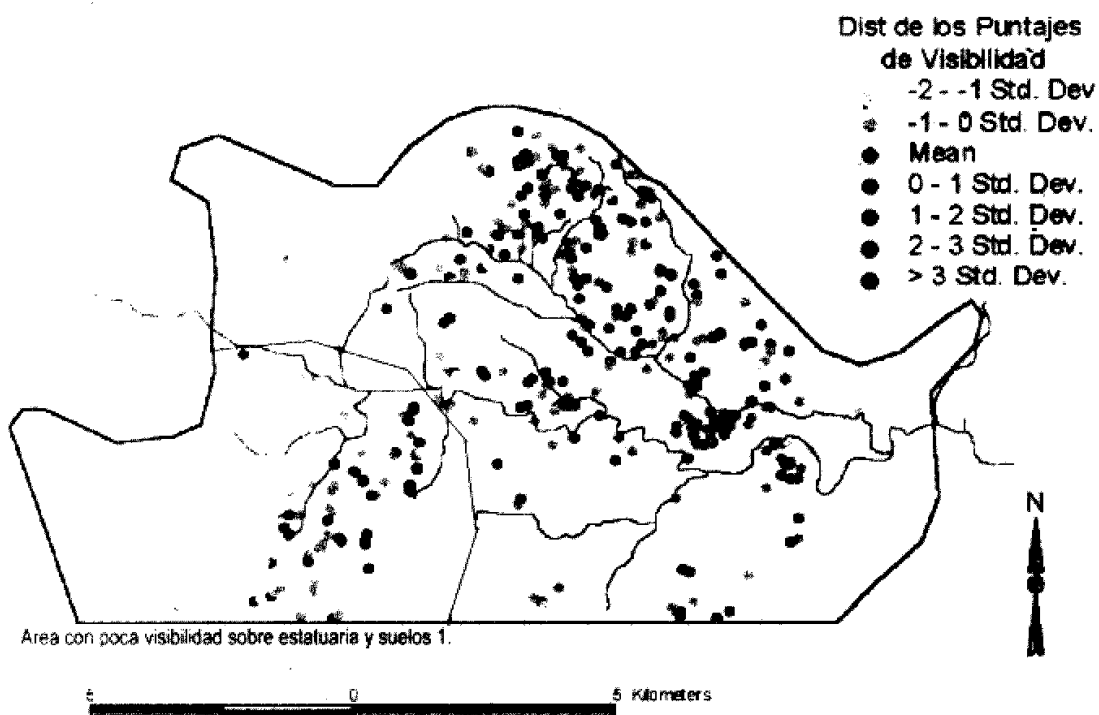 Dist de los Puntajes
de Visibilidad
-2 - -1 Std. Dev
-1 - 0 Std. Dev.
Mean
0 - 1 Std. Dev.
1 - 2 Std. Dev.
2 - 3 Std. Dev.
> 3 Std. Dev.
N
Area con poca visibilidad sobre estatuaria y suelos 1.
5 0 5 Kilometers